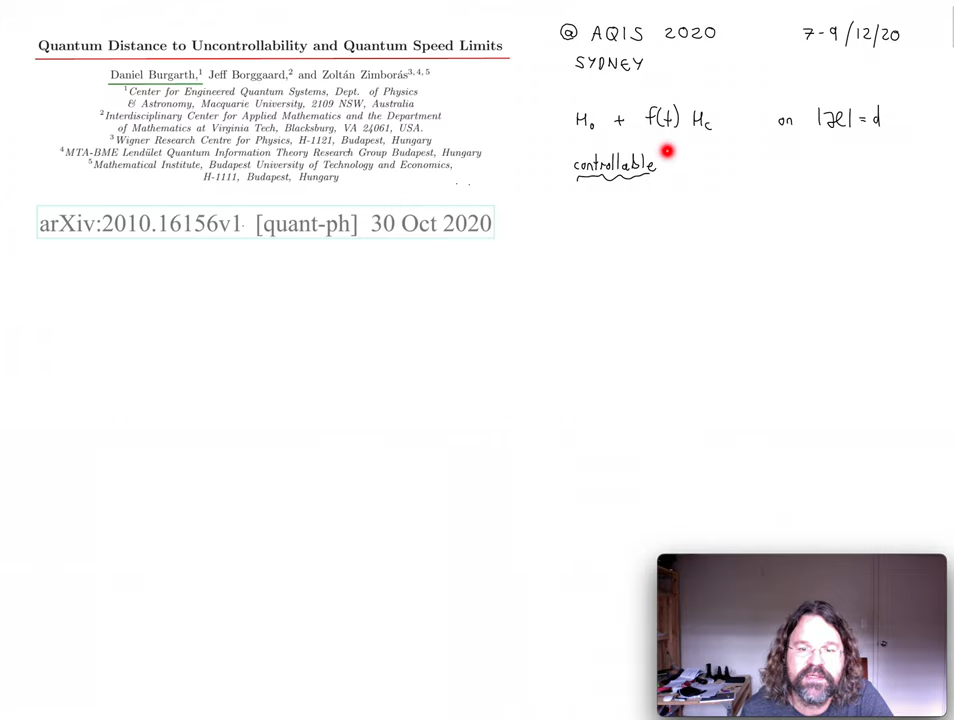 Quantum Distance to Uncontrollability and Quantum Speed Limits
Daniel Burgarth,¹ Jeff Borggaard,² and Zoltán Zimborás³,⁴,⁵
¹Center for Engineered Quantum Systems, Dept. of Physics
& Astronomy, Macquarie University, 2109 NSW, Australia
²Interdisciplinary Center for Applied Mathematics and the Department
of Mathematics at Virginia Tech, Blacksburg, VA 24061, USA.
³Wigner Research Centre for Physics, H-1121, Budapest, Hungary
⁴MTA-BME Lendület Quantum Information Theory Research Group Budapest, Hungary
⁵Mathematical Institute, Budapest University of Technology and Economics,
H-1111, Budapest, Hungary
arXiv:2010.16156v1 [quant-ph] 30 Oct 2020
@ AQIS 2020 7-9/12/20
SYDNEY
H₀ + f(t) H_c on |ℋ| = d
controllable